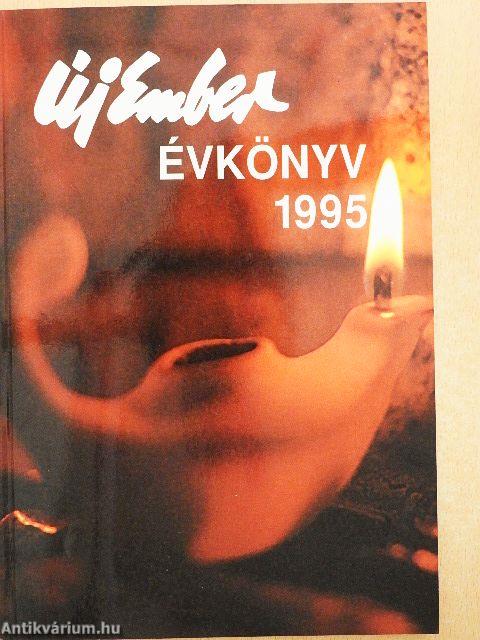 Új Ember
ÉVKÖNYV
1995
Antikvárium.hu